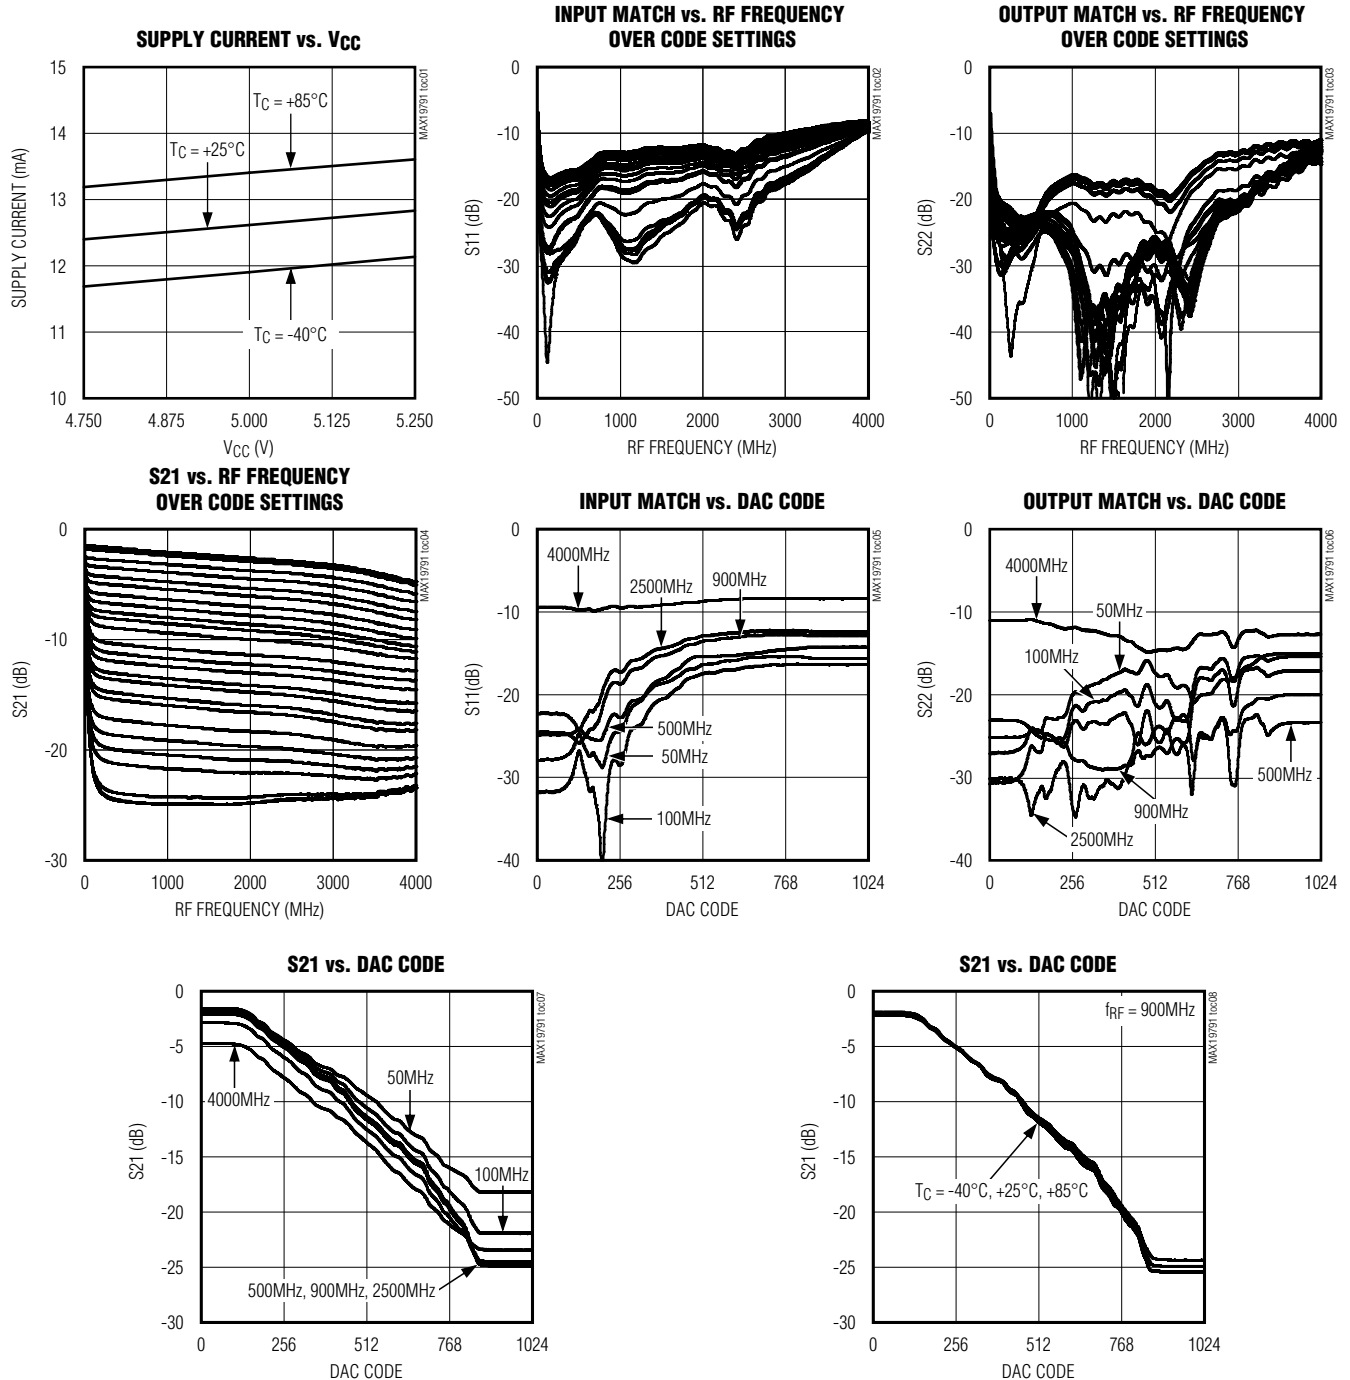 SUPPLY CURRENT vs. VCC
15
14
13
12
11
10
SUPPLY CURRENT (mA)
TC = +85°C
TC = +25°C
TC = -40°C
MAX19791 toc01
4.750 4.875 5.000 5.125 5.250
VCC (V)
INPUT MATCH vs. RF FREQUENCY
OVER CODE SETTINGS
0
-10
-20
-30
-40
-50
S11 (dB)
MAX19791 toc02
0 1000 2000 3000 4000
RF FREQUENCY (MHz)
OUTPUT MATCH vs. RF FREQUENCY
OVER CODE SETTINGS
0
-10
-20
-30
-40
-50
S22 (dB)
MAX19791 toc03
0 1000 2000 3000 4000
RF FREQUENCY (MHz)
S21 vs. RF FREQUENCY
OVER CODE SETTINGS
0
-10
-20
-30
S21 (dB)
MAX19791 toc04
0 1000 2000 3000 4000
RF FREQUENCY (MHz)
INPUT MATCH vs. DAC CODE
0
-10
-20
-30
-40
S11(dB)
4000MHz
2500MHz
900MHz
500MHz
50MHz
100MHz
MAX19791 toc05
0 256 512 768 1024
DAC CODE
OUTPUT MATCH vs. DAC CODE
0
-10
-20
-30
-40
S22 (dB)
4000MHz
50MHz
100MHz
500MHz
900MHz
2500MHz
MAX19791 toc06
0 256 512 768 1024
DAC CODE
S21 vs. DAC CODE
0
-5
-10
-15
-20
-25
-30
S21 (dB)
4000MHz
50MHz
100MHz
500MHz, 900MHz, 2500MHz
MAX19791 toc07
0 256 512 768 1024
DAC CODE
S21 vs. DAC CODE
0
-5
-10
-15
-20
-25
-30
S21 (dB)
fRF = 900MHz
TC = -40°C, +25°C, +85°C
MAX19791 toc08
0 256 512 768 1024
DAC CODE